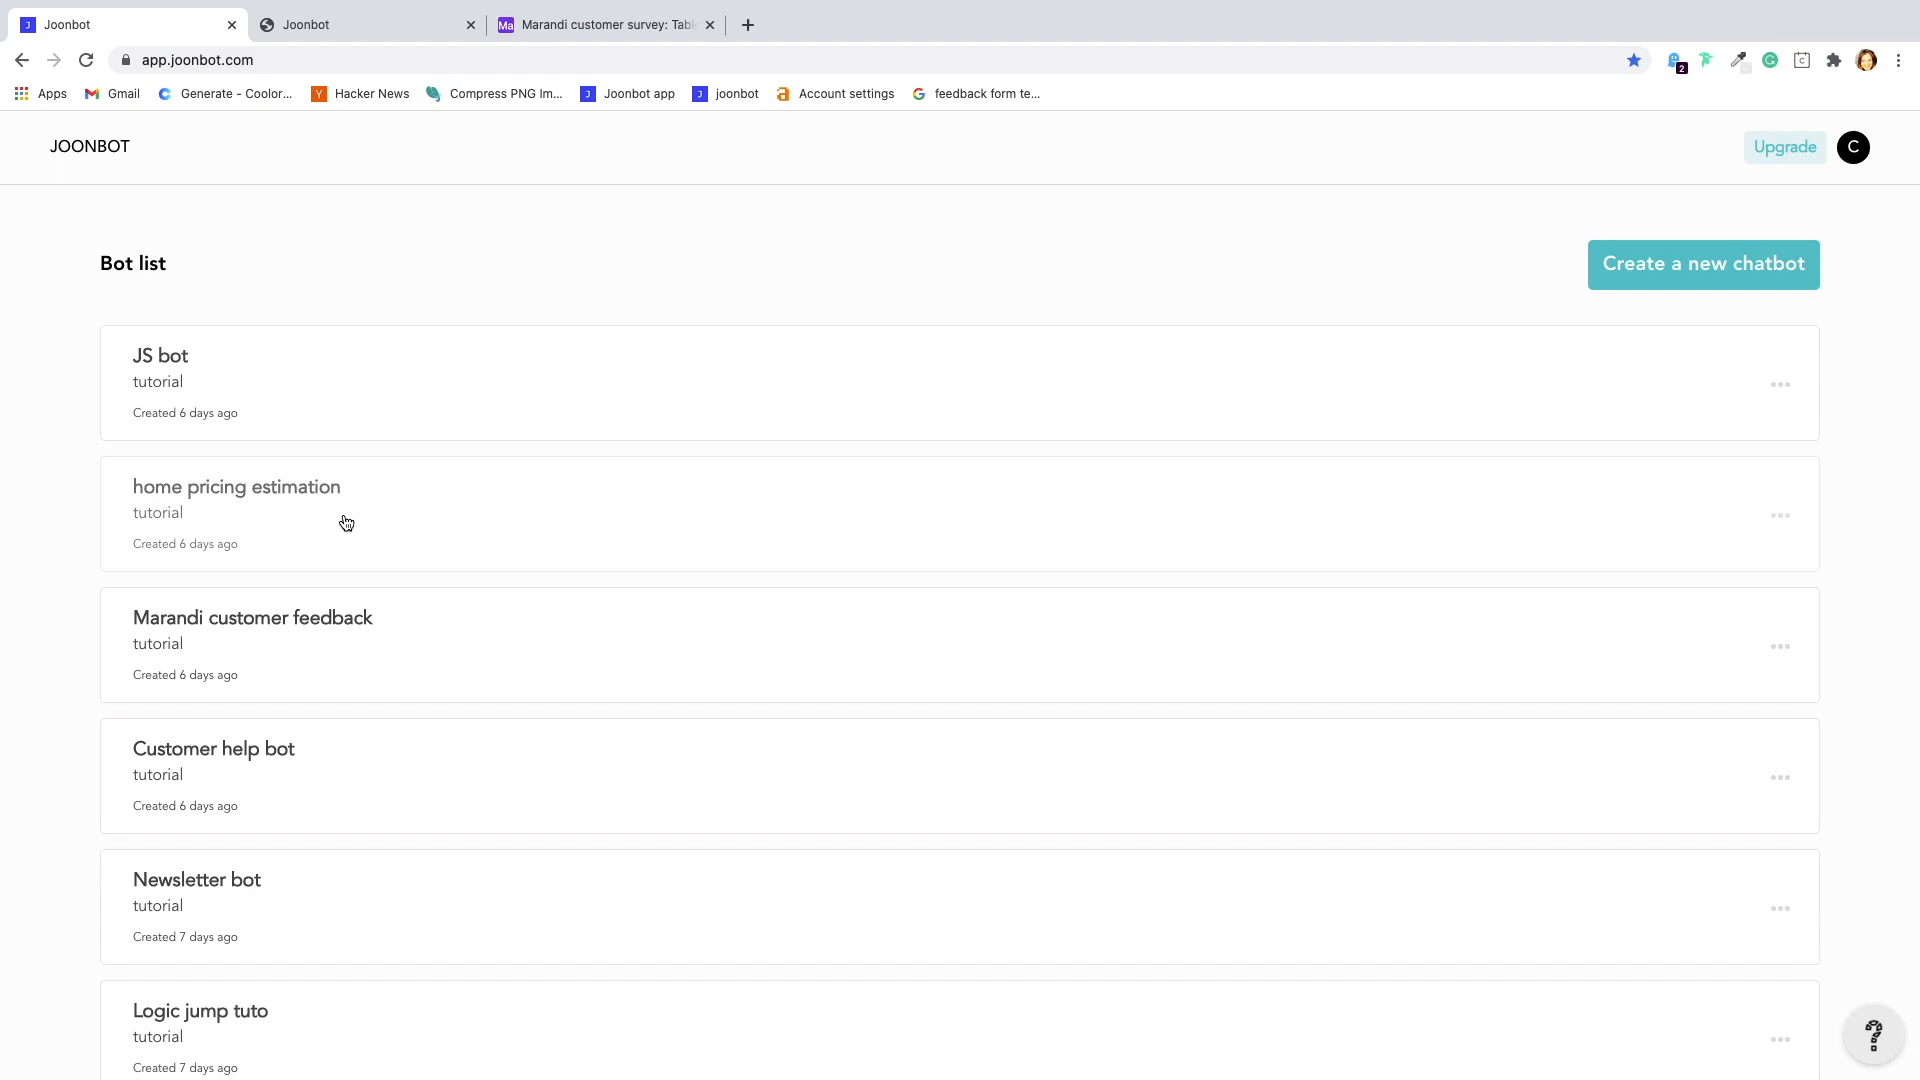 J Joonbot
Joonbot
Ma Marandi customer survey: Tabl
app.joonbot.com
2
Apps
M Gmail
C Generate - Coolor...
Y Hacker News
Compress PNG Im...
J Joonbot app
J joonbot
a Account settings
G feedback form te...
JOONBOT
Upgrade
C
Bot list
Create a new chatbot
JS bot
tutorial
Created 6 days ago
home pricing estimation
tutorial
Created 6 days ago
Marandi customer feedback
tutorial
Created 6 days ago
Customer help bot
tutorial
Created 6 days ago
Newsletter bot
tutorial
Created 7 days ago
Logic jump tuto
tutorial
Created 7 days ago
?